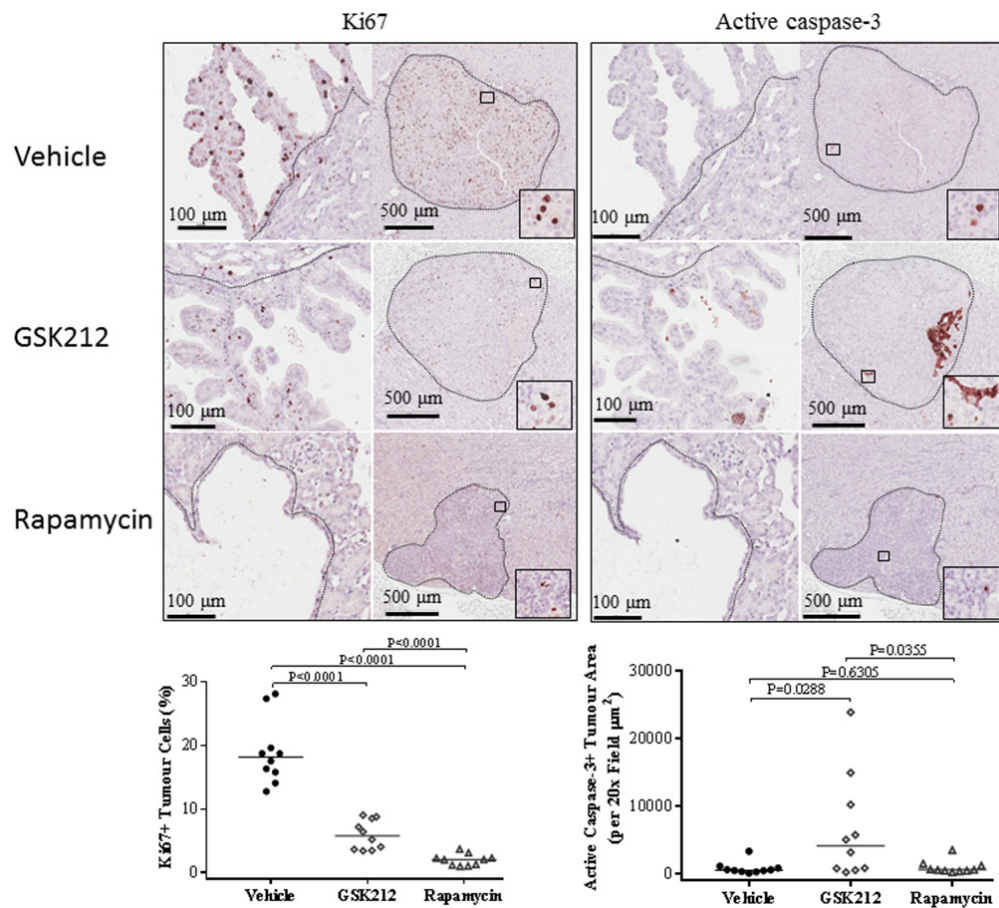 Ki67
Active caspase-3
Vehicle
100 µm
500 µm
100 µm
500 µm
GSK212
100 µm
500 µm
100 µm
500 µm
Rapamycin
100 µm
500 µm
100 µm
500 µm
P<0.0001
P<0.0001
P<0.0001
30
20
10
0
Ki67+ Tumour Cells (%)
Vehicle
GSK212
Rapamycin
P=0.0355
P=0.6305
P=0.0288
30000
20000
10000
0
Active Caspase-3+ Tumour Area
(per 20x Field µm²)
Vehicle
GSK212
Rapamycin